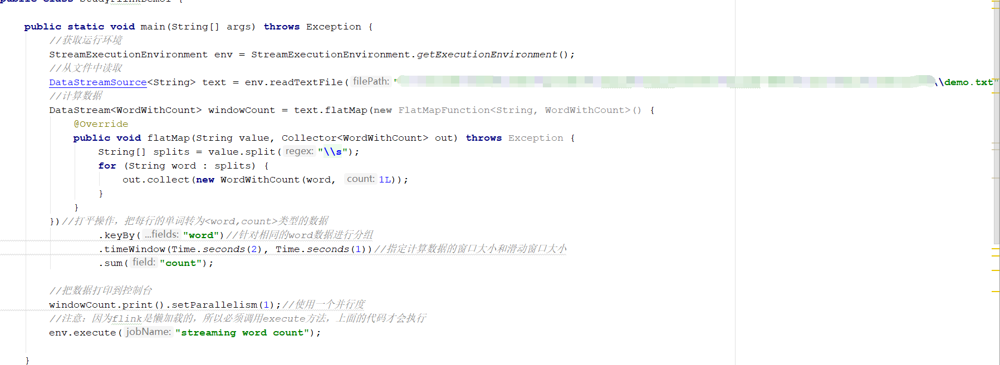 public class StudyFlinkDemo1 {
public static void main(String[] args) throws Exception {
//获取运行环境
StreamExecutionEnvironment env = StreamExecutionEnvironment.getExecutionEnvironment();
//从文件中读取
DataStreamSource<String> text = env.readTextFile( filePath: "\\demo.txt"
//计算数据
DataStream<WordWithCount> windowCount = text.flatMap(new FlatMapFunction<String, WordWithCount>() {
@Override
public void flatMap(String value, Collector<WordWithCount> out) throws Exception {
String[] splits = value.split( regex: "\\s");
for (String word : splits) {
out.collect(new WordWithCount(word, count: 1L));
}
}
})//打平操作，把每行的单词转为<word,count>类型的数据
.keyBy( ...fields: "word")//针对相同的word数据进行分组
.timeWindow(Time.seconds(2), Time.seconds(1))//指定计算数据的窗口大小和滑动窗口大小
.sum( field: "count");
//把数据打印到控制台
windowCount.print().setParallelism(1);//使用一个并行度
//注意：因为flink是懒加载的，所以必须调用execute方法，上面的代码才会执行
env.execute( jobName: "streaming word count");
}